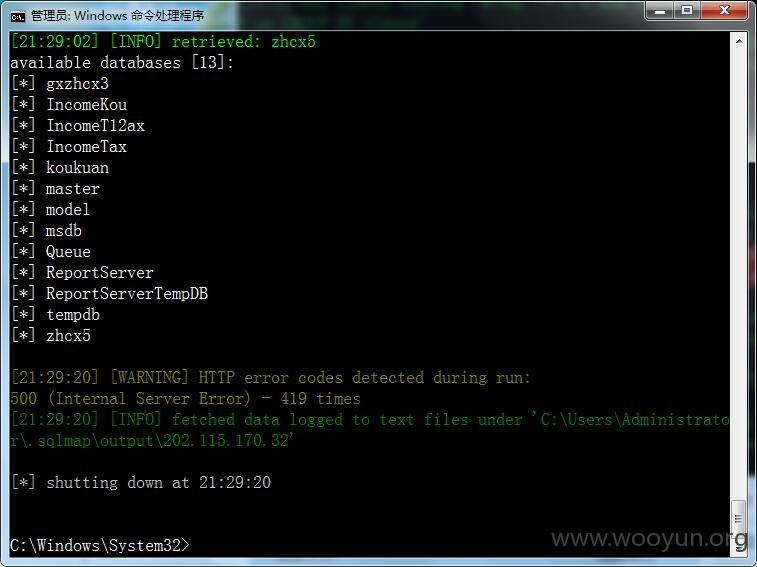 管理员: Windows 命令处理程序
[21:29:02] [INFO] retrieved: zhcx5
available databases [13]:
[*] gxzhcx3
[*] IncomeKou
[*] IncomeT12ax
[*] IncomeTax
[*] koukuan
[*] master
[*] model
[*] msdb
[*] Queue
[*] ReportServer
[*] ReportServerTempDB
[*] tempdb
[*] zhcx5
[21:29:20] [WARNING] HTTP error codes detected during run:
500 (Internal Server Error) - 419 times
[21:29:20] [INFO] fetched data logged to text files under 'C:\Users\Administrato
r\.sqlmap\output\202.115.170.32'
[*] shutting down at 21:29:20
C:\Windows\System32>
www.wooyun.org